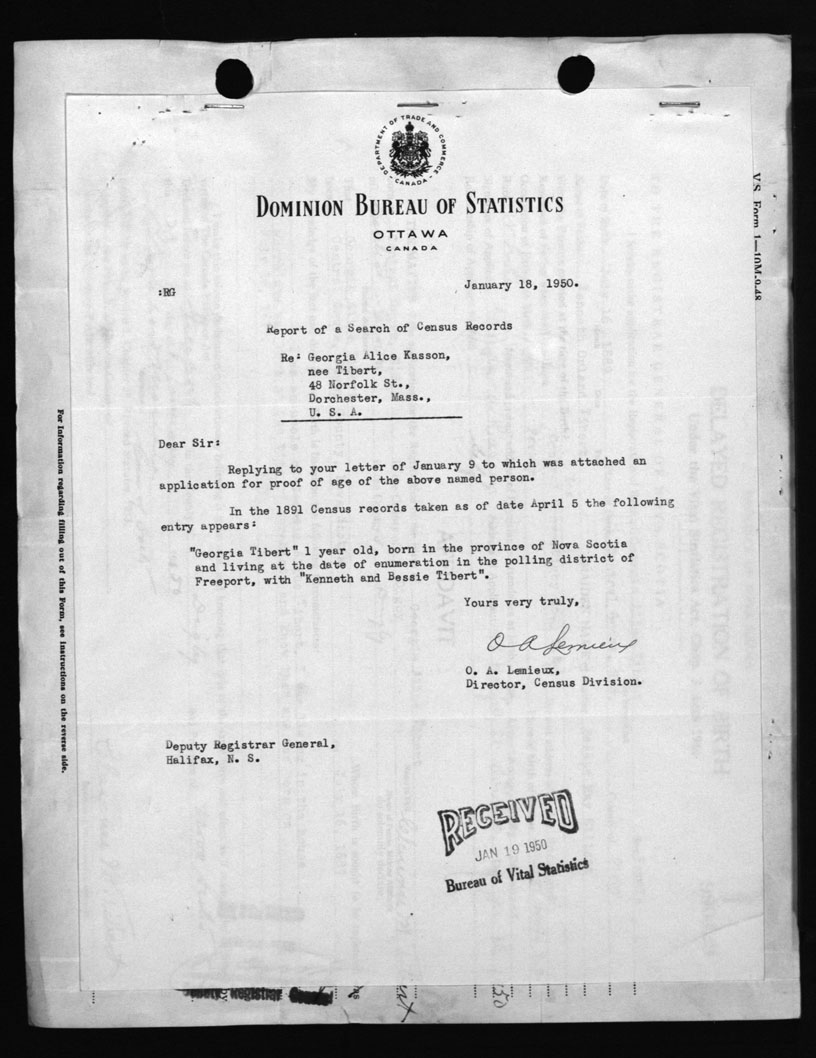 DEPARTMENT OF TRADE AND COMMERCE
CANADA
DOMINION BUREAU OF STATISTICS
OTTAWA
CANADA
January 18, 1950.
:RG
Report of a Search of Census Records
Re: Georgia Alice Kasson,
nee Tibert,
48 Norfolk St.,
Dorchester, Mass.,
U. S. A.
Dear Sir:
Replying to your letter of January 9 to which was attached an
application for proof of age of the above named person.
In the 1891 Census records taken as of date April 5 the following
entry appears:
"Georgia Tibert" 1 year old, born in the province of Nova Scotia
and living at the date of enumeration in the polling district of
Freeport, with "Kenneth and Bessie Tibert".
Yours very truly,
O A Lemieux
O. A. Lemieux,
Director, Census Division.
Deputy Registrar General,
Halifax, N. S.
RECEIVED
JAN 19 1950
Bureau of Vital Statistics
V.S. Form 1—10M.9.48
For Information regarding filling out of this Form, see Instructions on the reverse side.
Registrar